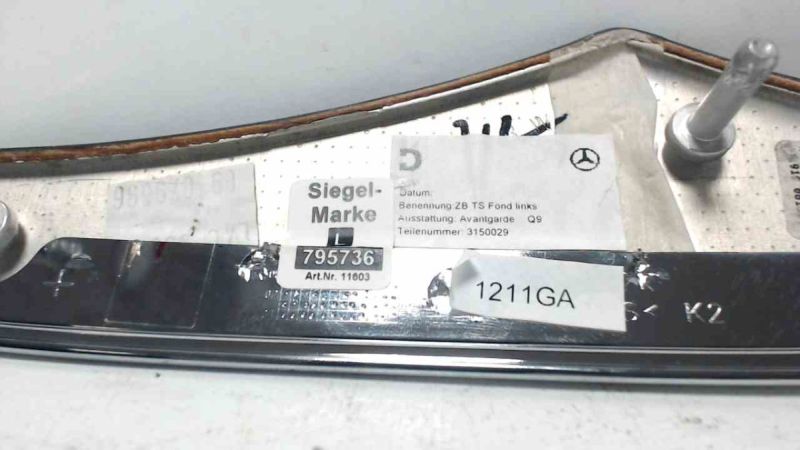 Siegel-
Marke
L
795736
Art.Nr. 11603
Datum:
Benennung:ZB TS Fond links
Ausstattung: Avantgarde Q9
Teilenummer: 3150029
1211GA
K2